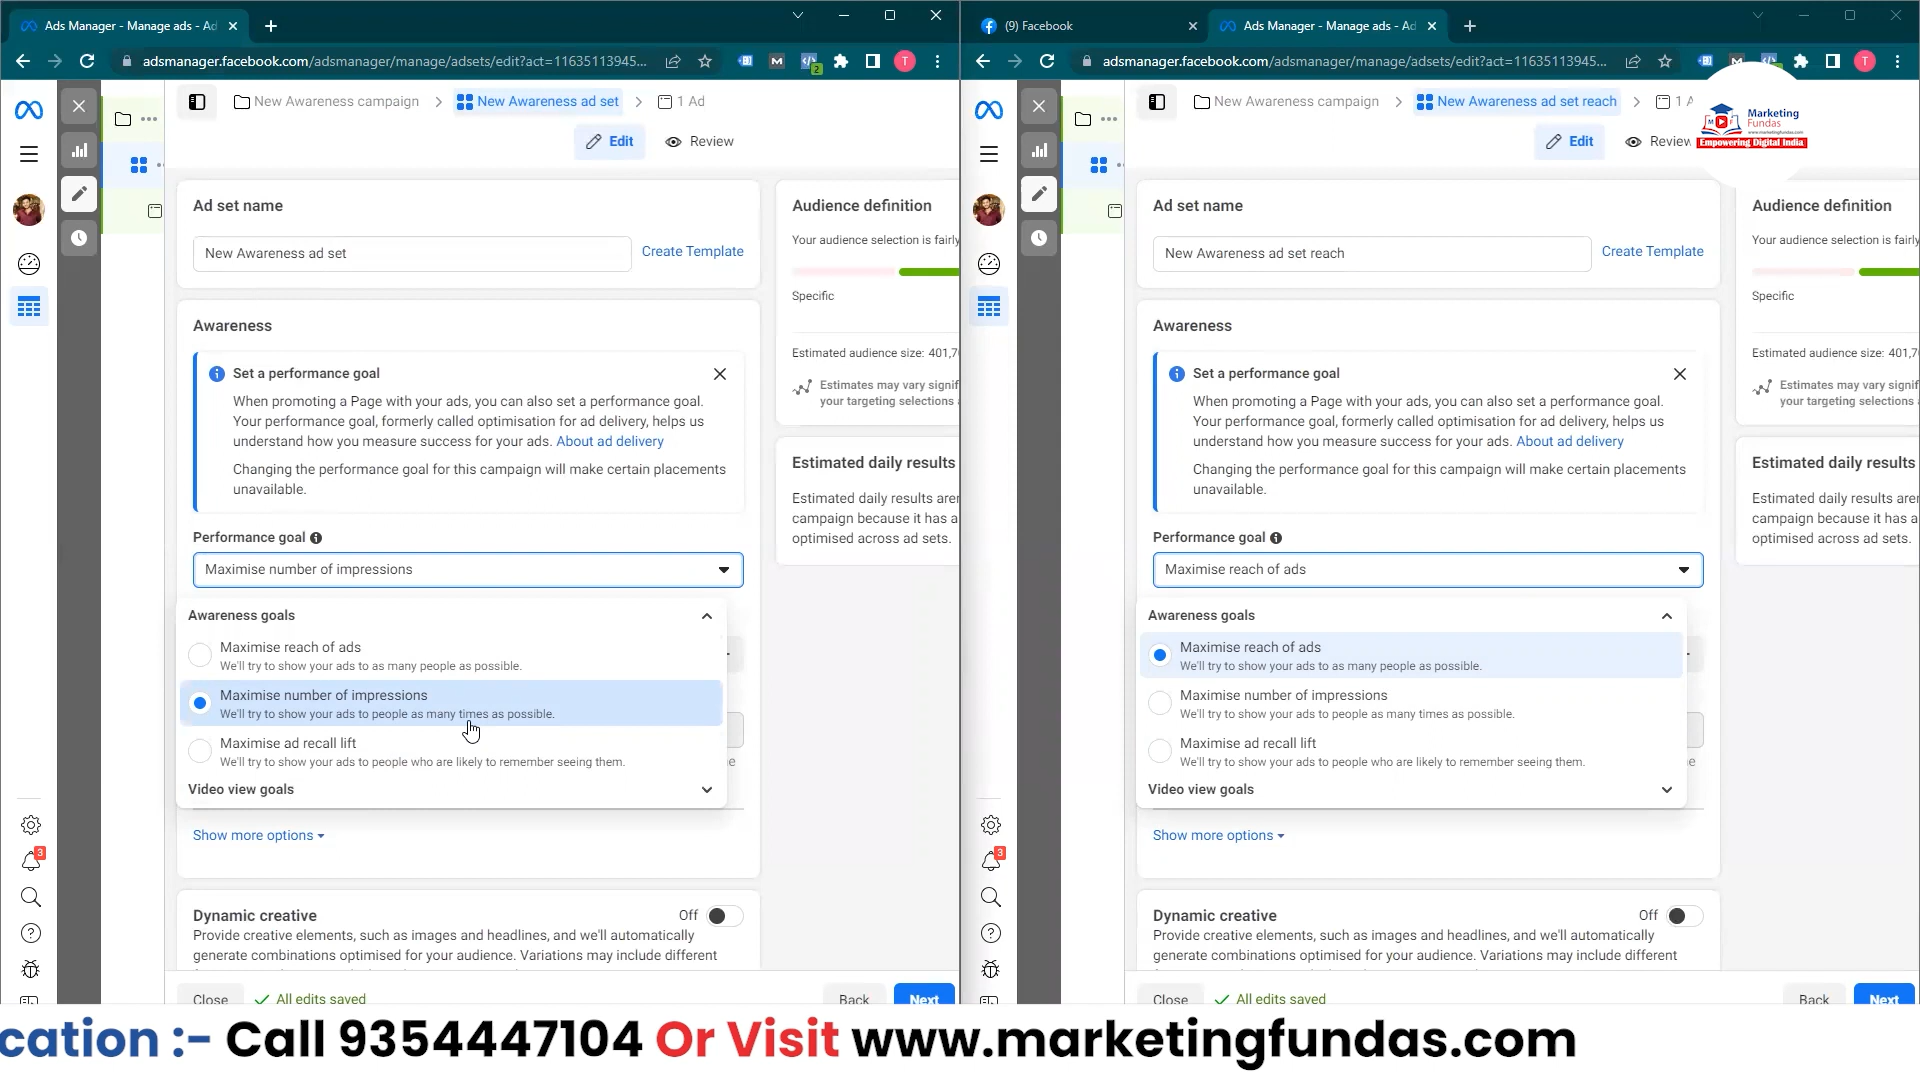 Ads Manager - Manage ads - Ad
adsmanager.facebook.com/adsmanager/manage/adsets/edit?act=11635113945...
T
New Awareness campaign
New Awareness ad set
1 Ad
Edit
Review
Ad set name
New Awareness ad set
Create Template
Awareness
Set a performance goal
When promoting a Page with your ads, you can also set a performance goal.
Your performance goal, formerly called optimisation for ad delivery, helps us
understand how you measure success for your ads. About ad delivery
Changing the performance goal for this campaign will make certain placements
unavailable.
Performance goal
Maximise number of impressions
Awareness goals
Maximise reach of ads
We'll try to show your ads to as many people as possible.
Maximise number of impressions
We'll try to show your ads to people as many times as possible.
Maximise ad recall lift
We'll try to show your ads to people who are likely to remember seeing them.
Video view goals
Show more options
Dynamic creative
Off
Provide creative elements, such as images and headlines, and we'll automatically
generate combinations optimised for your audience. Variations may include different
Close
All edits saved
Back
Next
Audience definition
Your audience selection is fairly
Specific
Estimated audience size: 401,7
Estimates may vary signif
your targeting selections
Estimated daily results
Estimated daily results aren
campaign because it has a
optimised across ad sets.
3
2
(9) Facebook
Ads Manager - Manage ads - Ad
adsmanager.facebook.com/adsmanager/manage/adsets/edit?act=11635113945...
T
New Awareness campaign
New Awareness ad set reach
1 A
Edit
Review
Marketing
Fundas
www.marketingfundas.com
Empowering Digital India
Ad set name
New Awareness ad set reach
Create Template
Awareness
Set a performance goal
When promoting a Page with your ads, you can also set a performance goal.
Your performance goal, formerly called optimisation for ad delivery, helps us
understand how you measure success for your ads. About ad delivery
Changing the performance goal for this campaign will make certain placements
unavailable.
Performance goal
Maximise reach of ads
Awareness goals
Maximise reach of ads
We'll try to show your ads to as many people as possible.
Maximise number of impressions
We'll try to show your ads to people as many times as possible.
Maximise ad recall lift
We'll try to show your ads to people who are likely to remember seeing them.
Video view goals
Show more options
Dynamic creative
Off
Provide creative elements, such as images and headlines, and we'll automatically
generate combinations optimised for your audience. Variations may include different
Close
All edits saved
Back
Next
Audience definition
Your audience selection is fairly
Specific
Estimated audience size: 401,7
Estimates may vary signif
your targeting selections
Estimated daily results
Estimated daily results aren
campaign because it has a
optimised across ad sets.
3
cation :- Call 9354447104 Or Visit www.marketingfundas.com